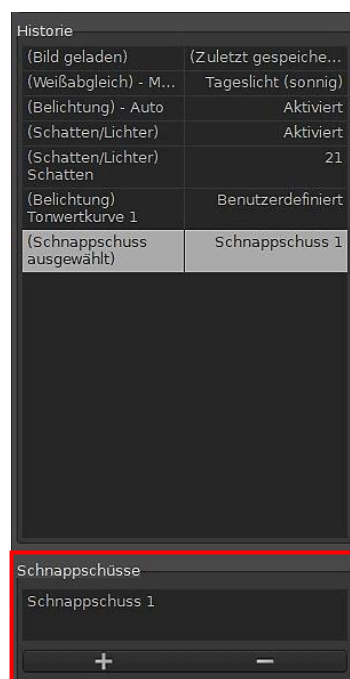 Historie
(Bild geladen) (Zuletzt gespeiche...
(Weißabgleich) - M... Tageslicht (sonnig)
(Belichtung) - Auto Aktiviert
(Schatten/Lichter) Aktiviert
(Schatten/Lichter) 21
Schatten
(Belichtung) Benutzerdefiniert
Tonwertkurve 1
(Schnappschuss Schnappschuss 1
ausgewählt)
Schnappschüsse
Schnappschuss 1
+ −